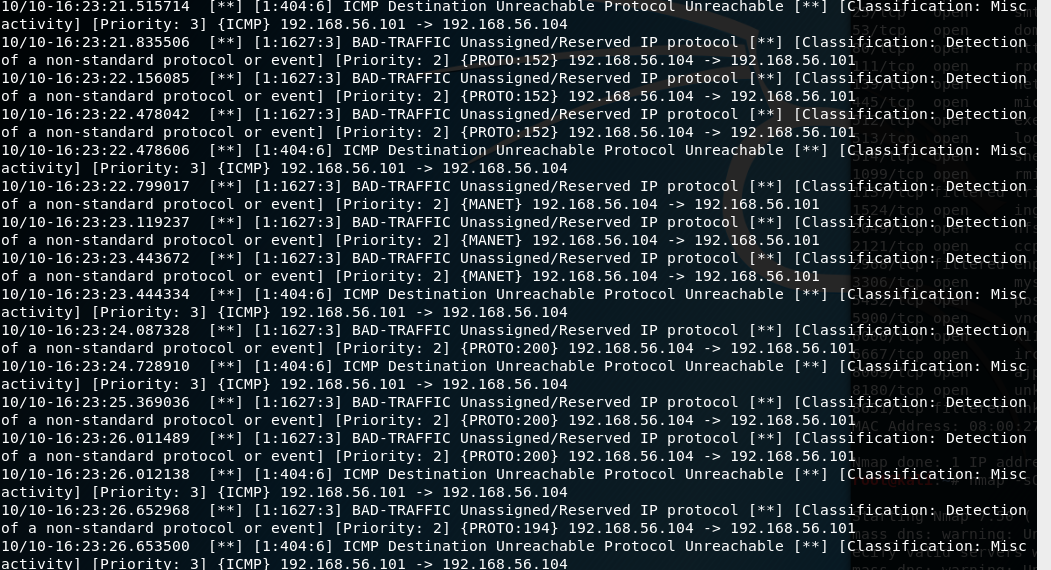 10/10-16:23:21.515714  [**] [1:404:6] ICMP Destination Unreachable Protocol Unreachable [**] [Classification: Misc
activity] [Priority: 3] {ICMP} 192.168.56.101 -> 192.168.56.104
10/10-16:23:21.835506  [**] [1:1627:3] BAD-TRAFFIC Unassigned/Reserved IP protocol [**] [Classification: Detection
of a non-standard protocol or event] [Priority: 2] {PROTO:152} 192.168.56.104 -> 192.168.56.101
10/10-16:23:22.156085  [**] [1:1627:3] BAD-TRAFFIC Unassigned/Reserved IP protocol [**] [Classification: Detection
of a non-standard protocol or event] [Priority: 2] {PROTO:152} 192.168.56.104 -> 192.168.56.101
10/10-16:23:22.478042  [**] [1:1627:3] BAD-TRAFFIC Unassigned/Reserved IP protocol [**] [Classification: Detection
of a non-standard protocol or event] [Priority: 2] {PROTO:152} 192.168.56.104 -> 192.168.56.101
10/10-16:23:22.478606  [**] [1:404:6] ICMP Destination Unreachable Protocol Unreachable [**] [Classification: Misc
activity] [Priority: 3] {ICMP} 192.168.56.101 -> 192.168.56.104
10/10-16:23:22.799017  [**] [1:1627:3] BAD-TRAFFIC Unassigned/Reserved IP protocol [**] [Classification: Detection
of a non-standard protocol or event] [Priority: 2] {MANET} 192.168.56.104 -> 192.168.56.101
10/10-16:23:23.119237  [**] [1:1627:3] BAD-TRAFFIC Unassigned/Reserved IP protocol [**] [Classification: Detection
of a non-standard protocol or event] [Priority: 2] {MANET} 192.168.56.104 -> 192.168.56.101
10/10-16:23:23.443672  [**] [1:1627:3] BAD-TRAFFIC Unassigned/Reserved IP protocol [**] [Classification: Detection
of a non-standard protocol or event] [Priority: 2] {MANET} 192.168.56.104 -> 192.168.56.101
10/10-16:23:23.444334  [**] [1:404:6] ICMP Destination Unreachable Protocol Unreachable [**] [Classification: Misc
activity] [Priority: 3] {ICMP} 192.168.56.101 -> 192.168.56.104
10/10-16:23:24.087328  [**] [1:1627:3] BAD-TRAFFIC Unassigned/Reserved IP protocol [**] [Classification: Detection
of a non-standard protocol or event] [Priority: 2] {PROTO:200} 192.168.56.104 -> 192.168.56.101
10/10-16:23:24.728910  [**] [1:404:6] ICMP Destination Unreachable Protocol Unreachable [**] [Classification: Misc
activity] [Priority: 3] {ICMP} 192.168.56.101 -> 192.168.56.104
10/10-16:23:25.369036  [**] [1:1627:3] BAD-TRAFFIC Unassigned/Reserved IP protocol [**] [Classification: Detection
of a non-standard protocol or event] [Priority: 2] {PROTO:200} 192.168.56.104 -> 192.168.56.101
10/10-16:23:26.011489  [**] [1:1627:3] BAD-TRAFFIC Unassigned/Reserved IP protocol [**] [Classification: Detection
of a non-standard protocol or event] [Priority: 2] {PROTO:200} 192.168.56.104 -> 192.168.56.101
10/10-16:23:26.012138  [**] [1:404:6] ICMP Destination Unreachable Protocol Unreachable [**] [Classification: Misc
activity] [Priority: 3] {ICMP} 192.168.56.101 -> 192.168.56.104
10/10-16:23:26.652968  [**] [1:1627:3] BAD-TRAFFIC Unassigned/Reserved IP protocol [**] [Classification: Detection
of a non-standard protocol or event] [Priority: 2] {PROTO:194} 192.168.56.104 -> 192.168.56.101
10/10-16:23:26.653500  [**] [1:404:6] ICMP Destination Unreachable Protocol Unreachable [**] [Classification: Misc
activity] [Priority: 3] {ICMP} 192.168.56.101 -> 192.168.56.104